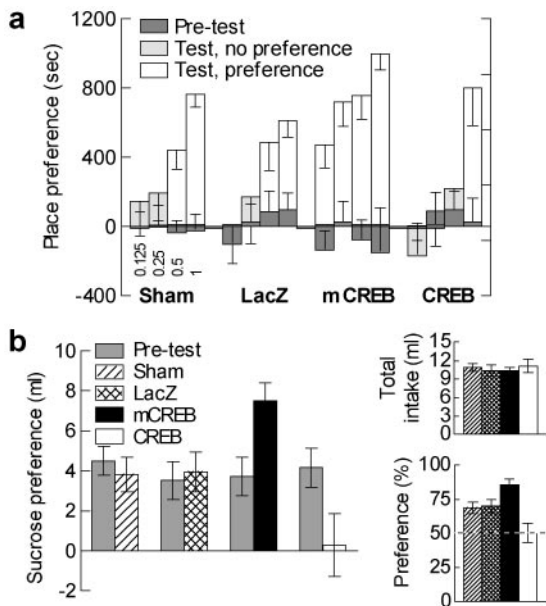 a
1200
800
400
0
-400
Place preference (sec)
Pre-test
Test, no preference
Test, preference
0.125
0.25
0.5
1
Sham LacZ mCREB CREB
b
10
8
6
4
2
0
-2
Sucrose preference (ml)
Pre-test
Sham
LacZ
mCREB
CREB
Total
intake (ml)
15
12
9
6
3
0
Preference (%)
100
75
50
25
0